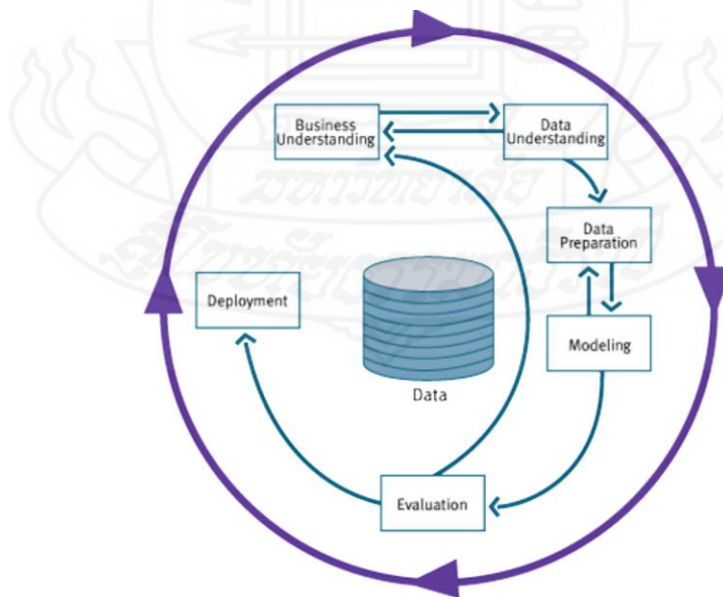 Business
Understanding
Data
Understanding
Data
Preparation
Deployment
Modeling
Data
Evaluation